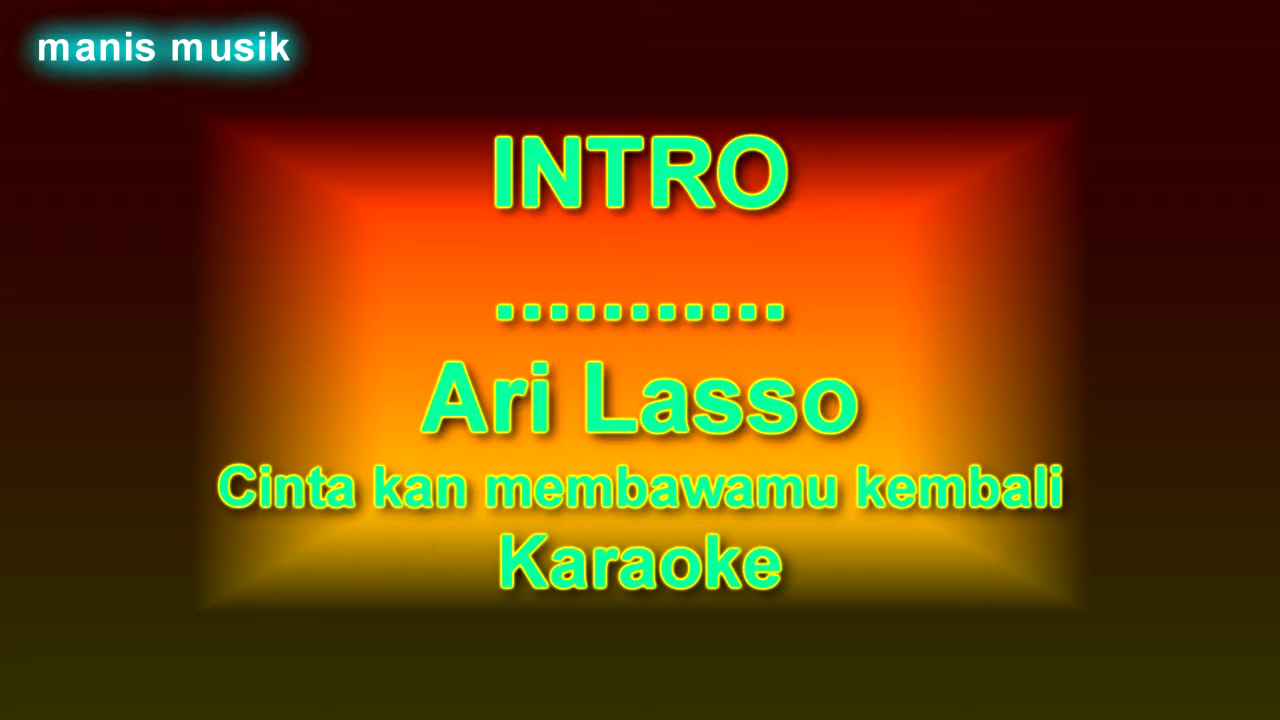 manis musik
INTRO
...........
Ari Lasso
Cinta kan membawamu kembali
Karaoke